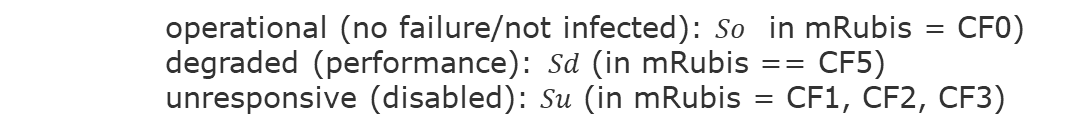 operational (no failure/not infected): So in mRubis = CF0)
degraded (performance): Sd (in mRubis == CF5)
unresponsive (disabled): Su (in mRubis = CF1, CF2, CF3)